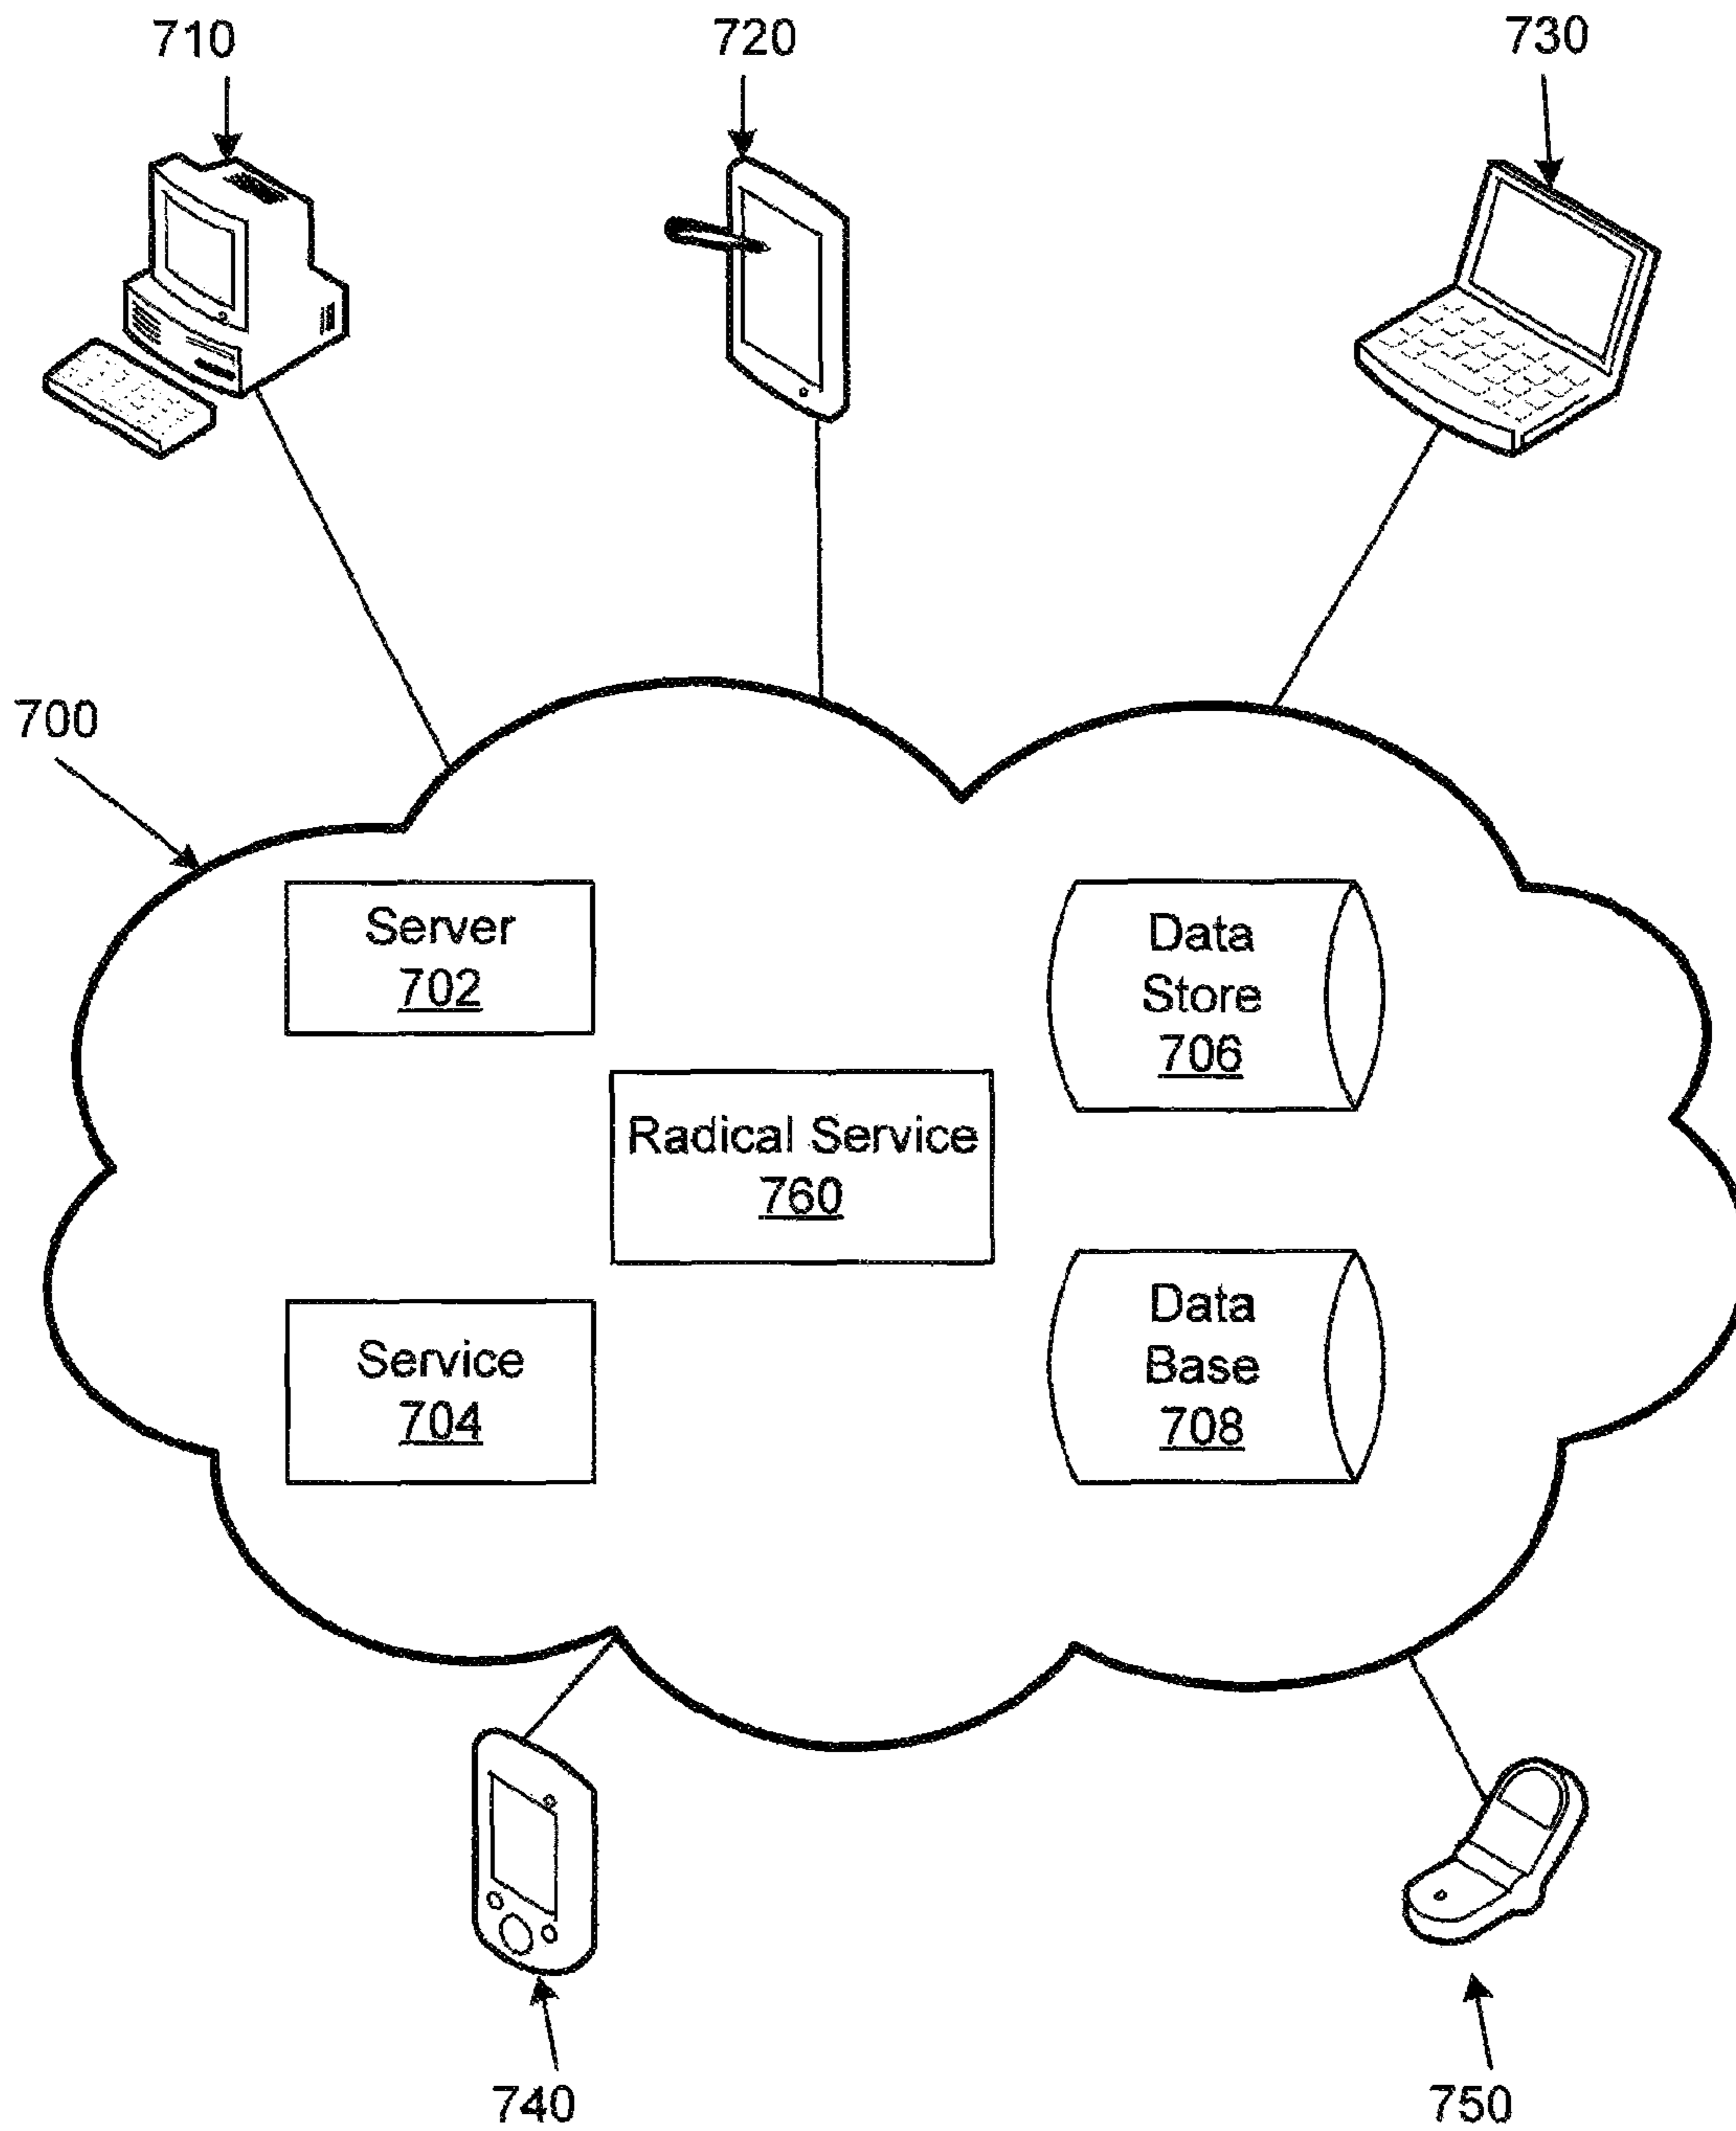 710
720
730
700
Server
702
Data
Store
706
Radical Service
760
Service
704
Data
Base
708
740
750